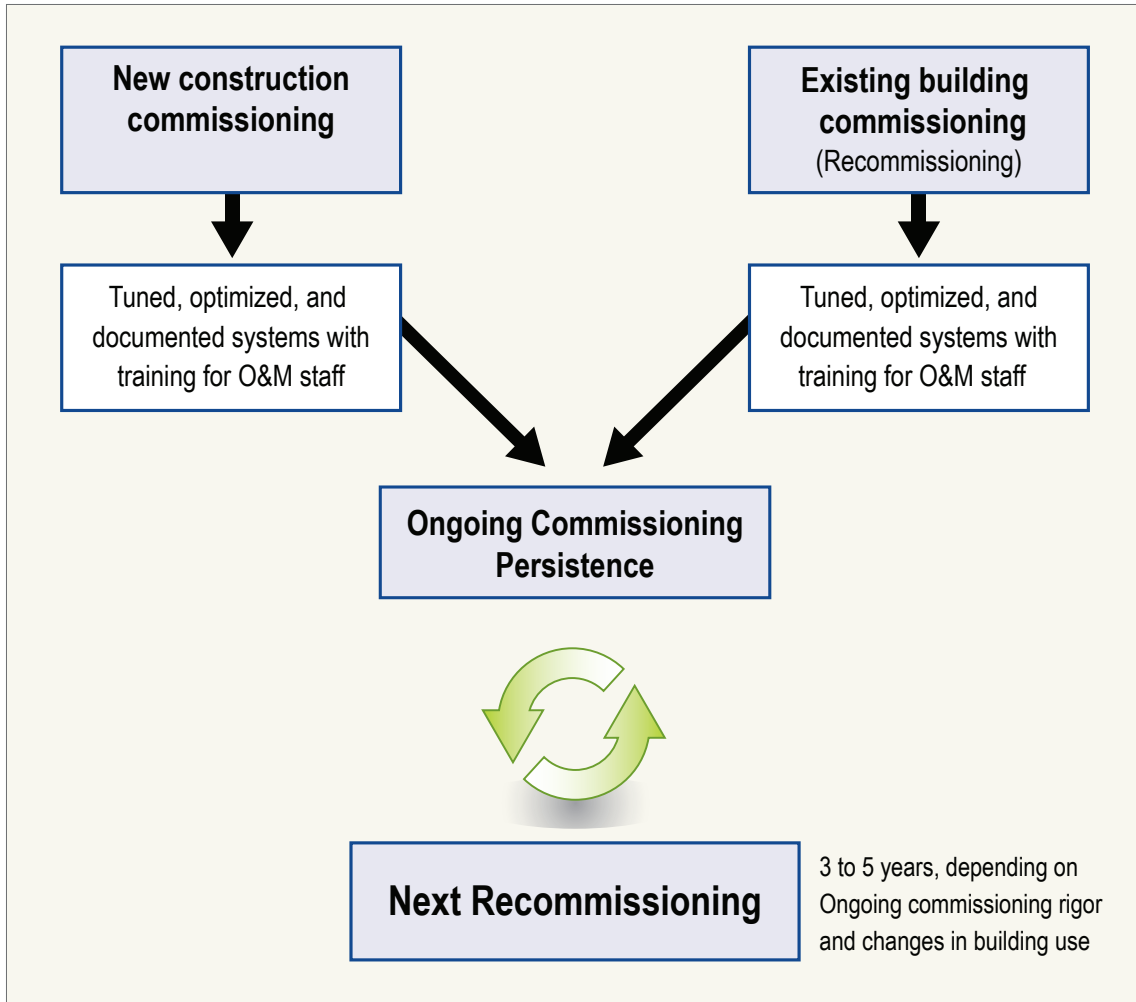 New construction
commissioning
Existing building
commissioning
(Recommissioning)
Tuned, optimized, and
documented systems with
training for O&M staff
Tuned, optimized, and
documented systems with
training for O&M staff
Ongoing Commissioning
Persistence
Next Recommissioning
3 to 5 years, depending on
Ongoing commissioning rigor
and changes in building use